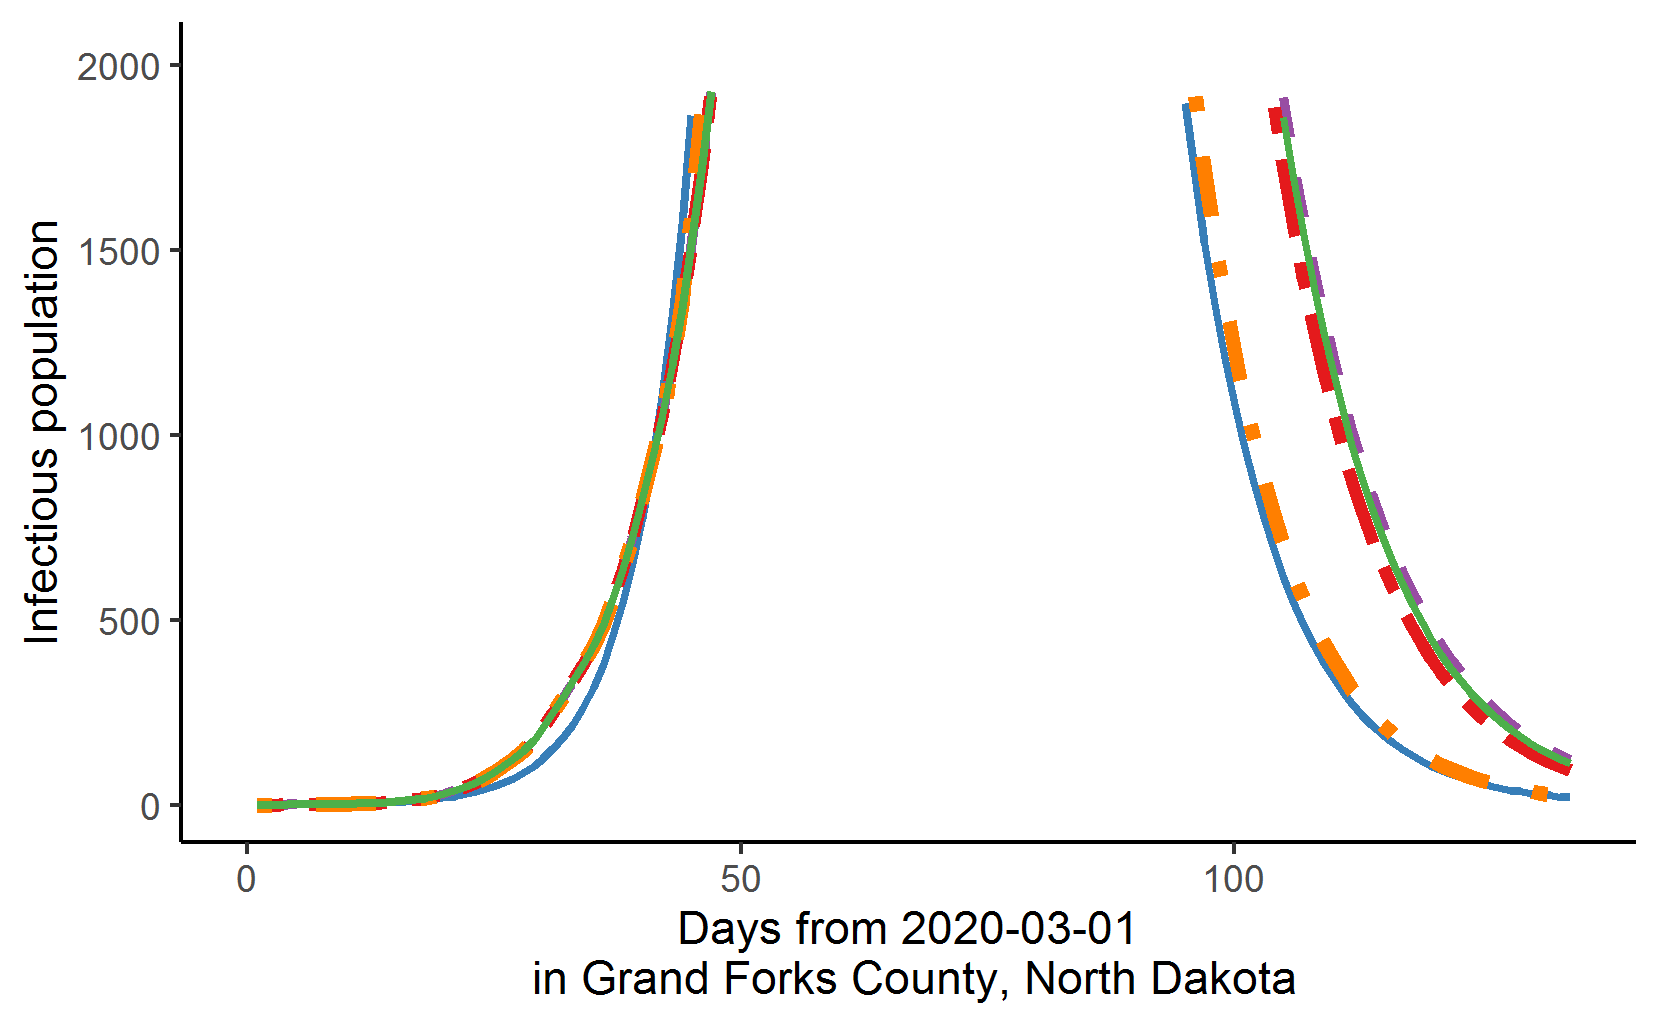 2000
1500
1000
500
0
Infectious population
0 50 100
Days from 2020-03-01
in Grand Forks County, North Dakota